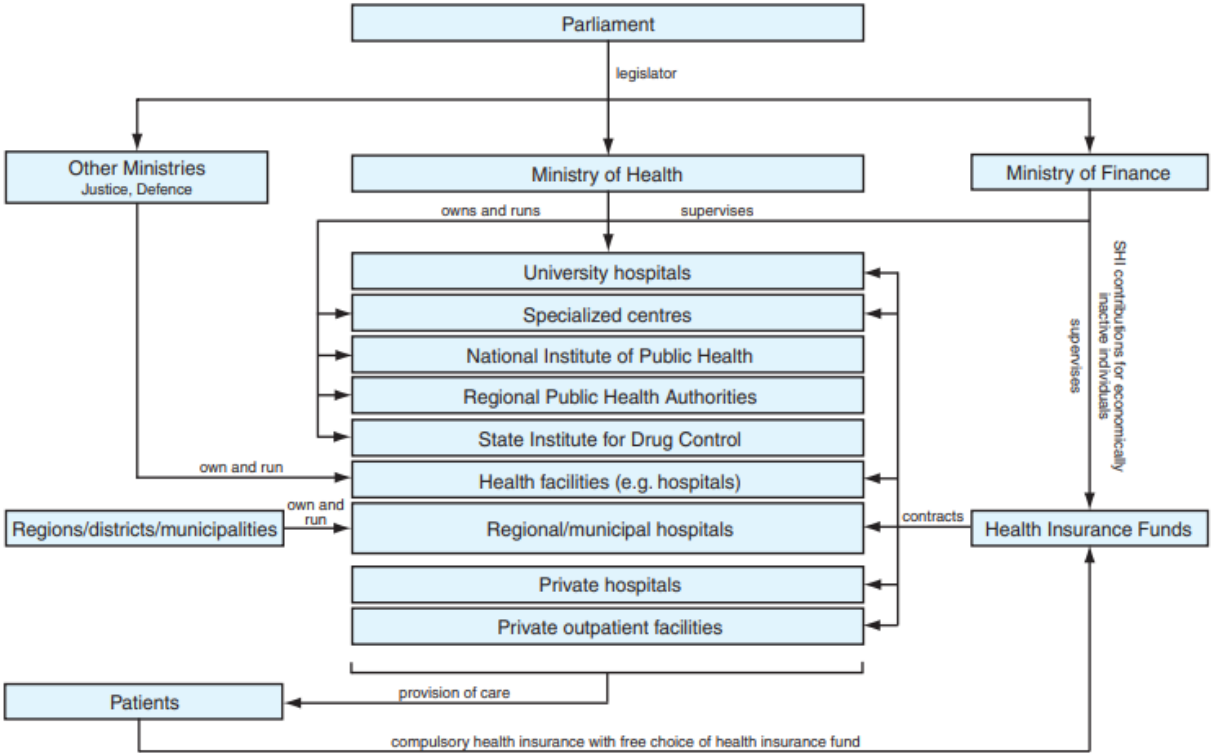 Parliament
legislator
Other Ministries
Justice, Defence
Ministry of Health
Ministry of Finance
owns and runs
supervises
University hospitals
Specialized centres
National Institute of Public Health
Regional Public Health Authorities
State Institute for Drug Control
SHI contributions for economically
inactive individuals
supervises
own and run
Health facilities (e.g. hospitals)
Regions/districts/municipalities
own and
run
Regional/municipal hospitals
contracts
Health Insurance Funds
Private hospitals
Private outpatient facilities
Patients
provision of care
compulsory health insurance with free choice of health insurance fund